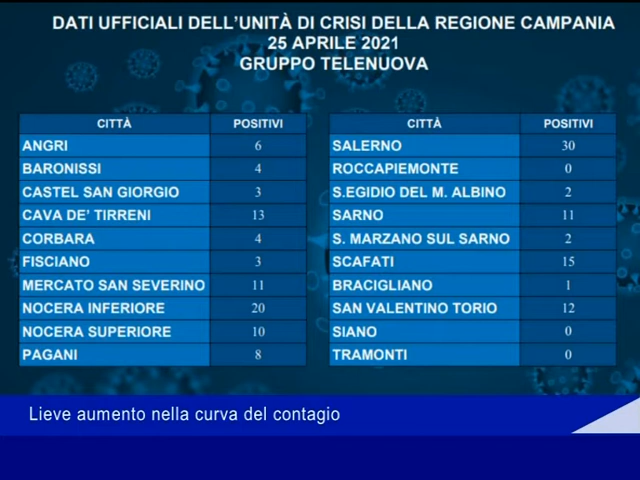 DATI UFFICIALI DELL'UNITÀ DI CRISI DELLA REGIONE CAMPANIA
25 APRILE 2021
GRUPPO TELENUOVA
CITTÀ POSITIVI
ANGRI 6
BARONISSI 4
CASTEL SAN GIORGIO 3
CAVA DE' TIRRENI 13
CORBARA 4
FISCIANO 3
MERCATO SAN SEVERINO 11
NOCERA INFERIORE 20
NOCERA SUPERIORE 10
PAGANI 8
CITTÀ POSITIVI
SALERNO 30
ROCCAPIEMONTE 0
S.EGIDIO DEL M. ALBINO 2
SARNO 11
S. MARZANO SUL SARNO 2
SCAFATI 15
BRACIGLIANO 1
SAN VALENTINO TORIO 12
SIANO 0
TRAMONTI 0
Lieve aumento nella curva del contagio